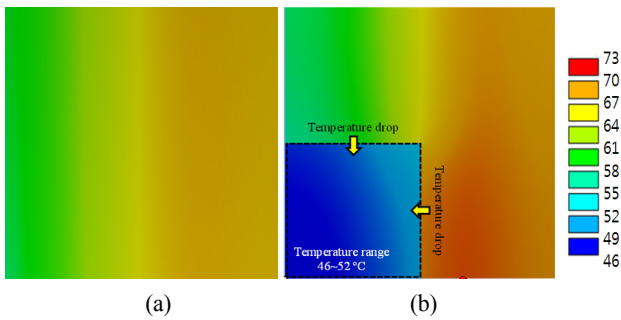 Temperature drop
Temperature drop
Temperature range
46~52 °C
73
70
67
64
61
58
55
52
49
46
(a)
(b)